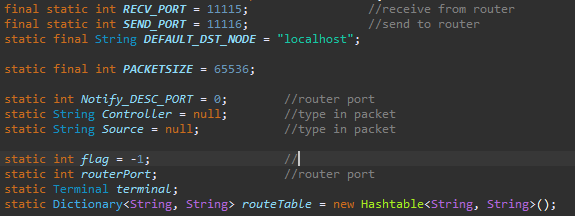 final static int RECV_PORT = 11115; //receive from router
final static int SEND_PORT = 11116; //send to router
static final String DEFAULT_DST_NODE = "localhost";
static final int PACKETSIZE = 65536;
static int Notify_DESC_PORT = 0; //router port
static String Controller = null; //type in packet
static String Source = null; //type in packet
static int flag = -1; //
static int routerPort; //router port
static Terminal terminal;
static Dictionary<String, String> routeTable = new Hashtable<String, String>();